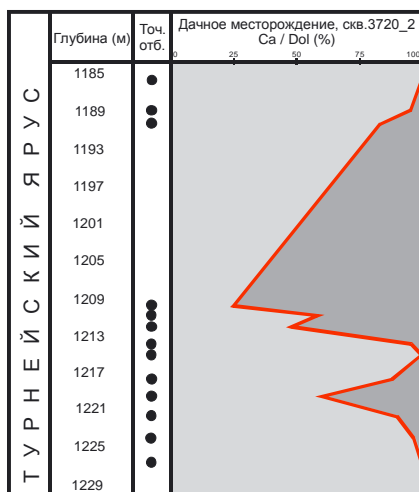 Глубина (м)
Точ.
отб.
Дачное месторождение, скв.3720_2
Ca / Dol (%)
0 25 50 75 100
ТУРНЕЙСКИЙ ЯРУС
1185
1189
1193
1197
1201
1205
1209
1213
1217
1221
1225
1229